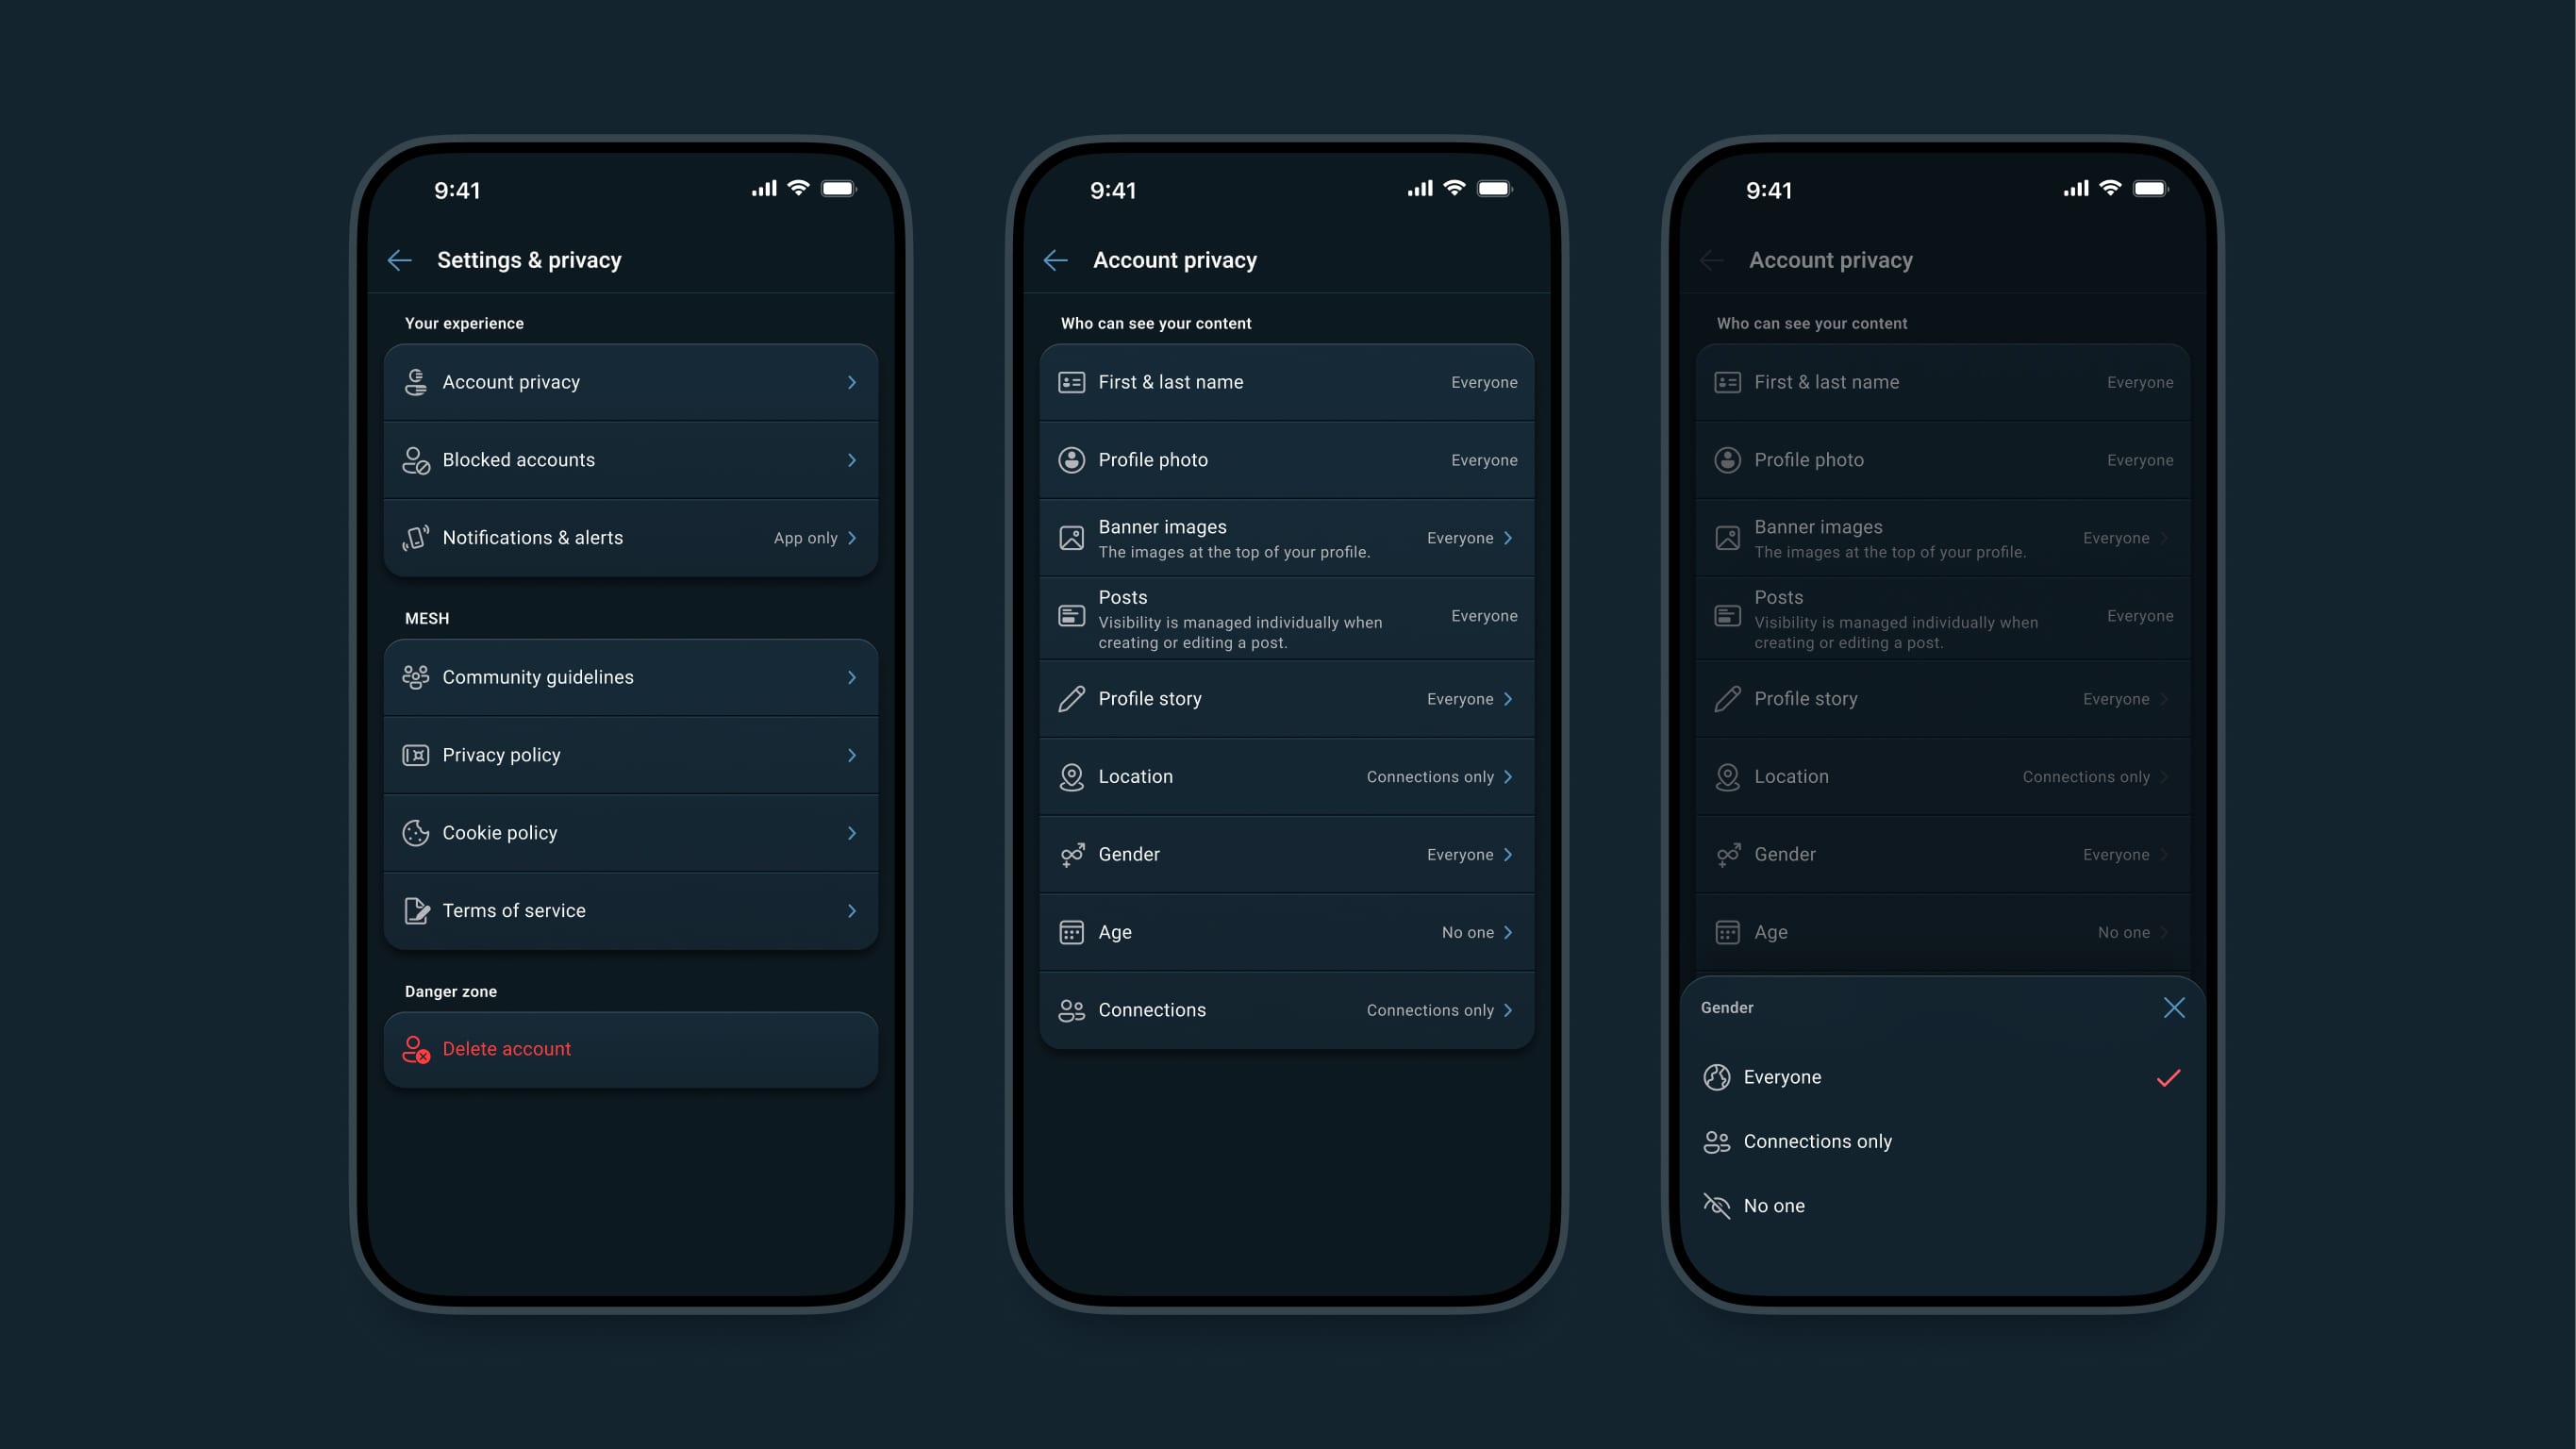 9:41
Settings & privacy
Your experience
Account privacy
Blocked accounts
Notifications & alerts App only
MESH
Community guidelines
Privacy policy
Cookie policy
Terms of service
Danger zone
Delete account
9:41
Account privacy
Who can see your content
First & last name Everyone
Profile photo Everyone
Banner images
The images at the top of your profile.
Everyone
Posts
Visibility is managed individually when
creating or editing a post.
Everyone
Profile story Everyone
Location Connections only
Gender Everyone
Age No one
Connections Connections only
9:41
Account privacy
Who can see your content
First & last name Everyone
Profile photo Everyone
Banner images
The images at the top of your profile.
Everyone
Posts
Visibility is managed individually when
creating or editing a post.
Everyone
Profile story Everyone
Location Connections only
Gender Everyone
Age No one
Gender
Everyone
Connections only
No one